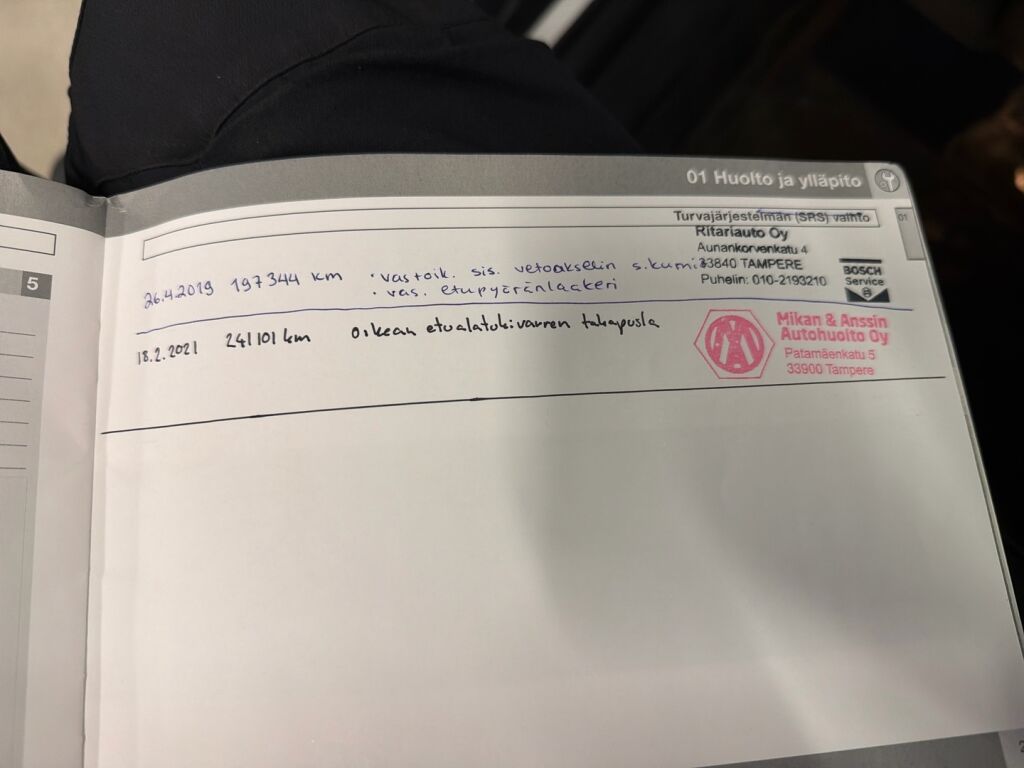 01 Huolto ja ylläpito
01
Turvajärjestelmän (SRS) vaihto
Ritariauto Oy
Aunankorvenkatu 4
33840 TAMPERE
Puhelin: 010-2193210
BOSCH
Service
5
26.4.2019 197344 km • vas+oik. sis. vetoakselin s.kumi
• vas. etupyöränlaakeri
18.2.2021 241101 km oikean etualatukivarren takapusla
Mikan & Anssin
Autohuolto Oy
Patamäenkatu 5
33900 Tampere